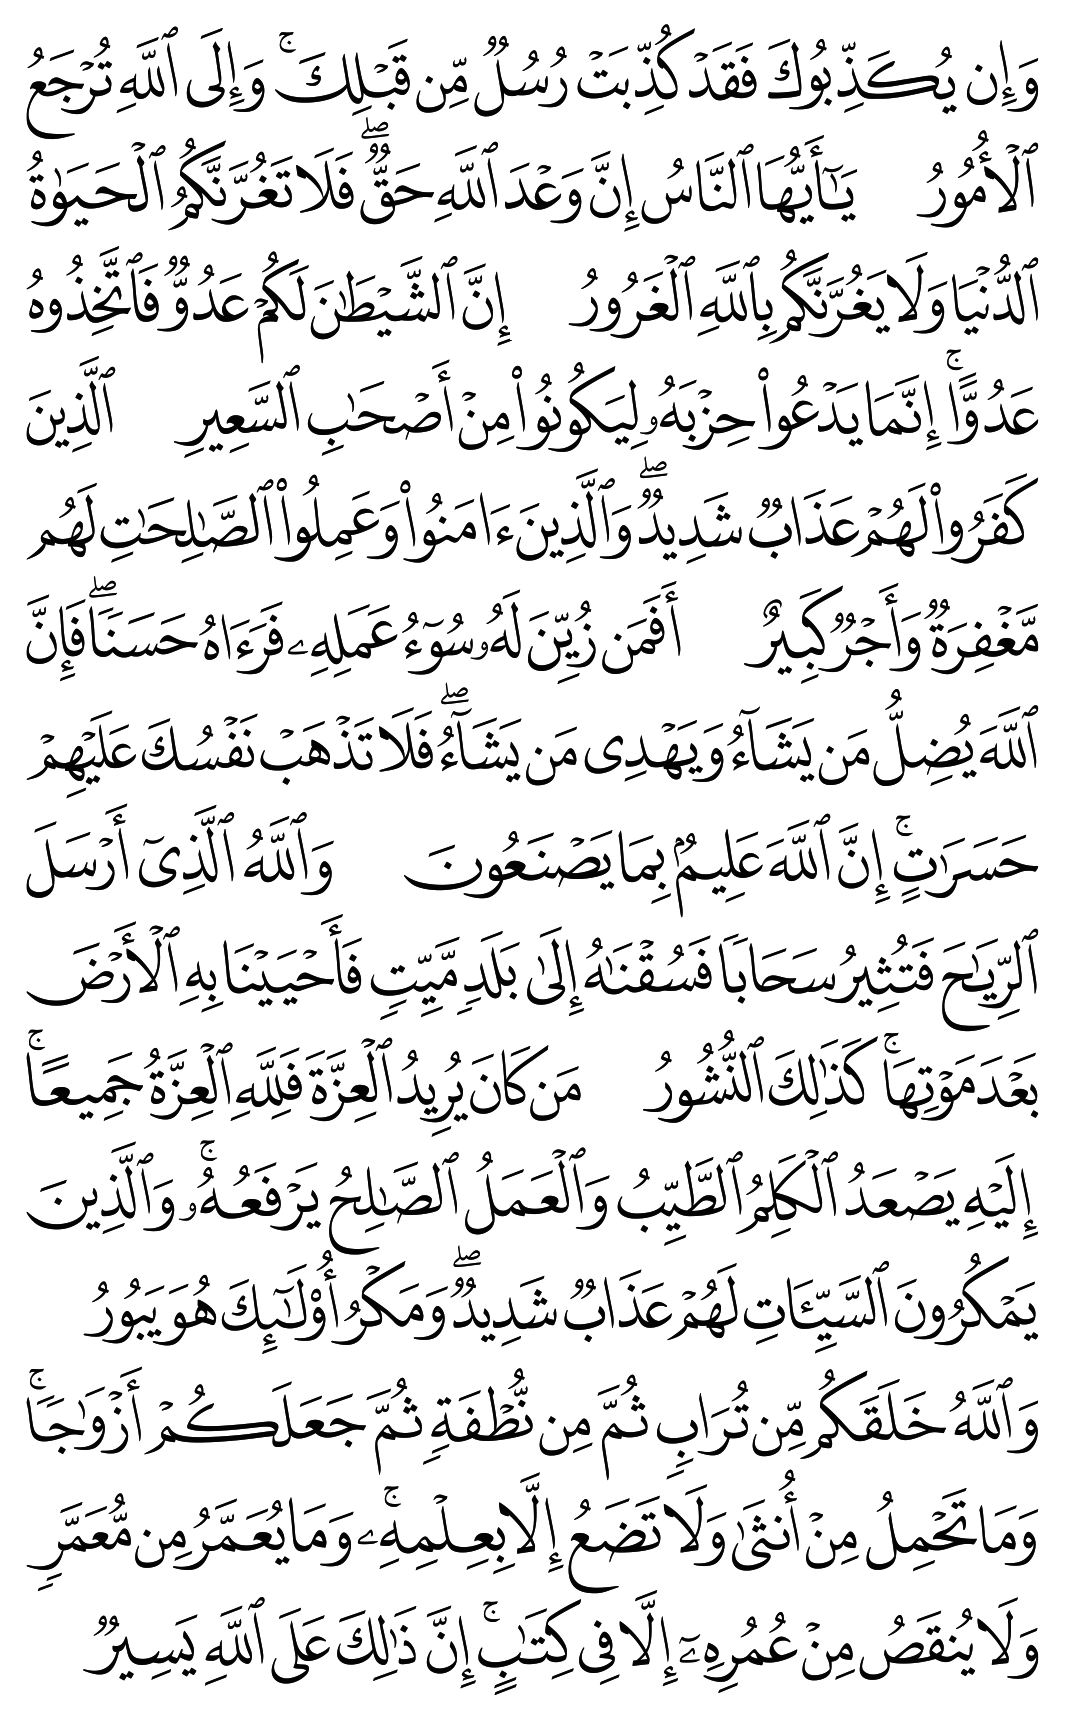 وَإِن يُكَذِّبُوكَ فَقَدۡ كُذِّبَتۡ رُسُلٞ مِّن قَبۡلِكَۚ وَإِلَى ٱللَّهِ تُرۡجَعُ
ٱلۡأُمُورُ يَٰٓأَيُّهَا ٱلنَّاسُ إِنَّ وَعۡدَ ٱللَّهِ حَقّٞۖ فَلَا تَغُرَّنَّكُمُ ٱلۡحَيَوٰةُ
ٱلدُّنۡيَا وَلَا يَغُرَّنَّكُم بِٱللَّهِ ٱلۡغَرُورُ إِنَّ ٱلشَّيۡطَٰنَ لَكُمۡ عَدُوّٞ فَٱتَّخِذُوهُ
عَدُوًّاۚ إِنَّمَا يَدۡعُواْ حِزۡبَهُۥ لِيَكُونُواْ مِنۡ أَصۡحَٰبِ ٱلسَّعِيرِ ٱلَّذِينَ
كَفَرُواْ لَهُمۡ عَذَابٞ شَدِيدٞۖ وَٱلَّذِينَ ءَامَنُواْ وَعَمِلُواْ ٱلصَّٰلِحَٰتِ لَهُم
مَّغۡفِرَةٞ وَأَجۡرٞ كَبِيرٌ أَفَمَن زُيِّنَ لَهُۥ سُوٓءُ عَمَلِهِۦ فَرَءَاهُ حَسَنٗاۖ فَإِنَّ
ٱللَّهَ يُضِلُّ مَن يَشَآءُ وَيَهۡدِي مَن يَشَآءُۖ فَلَا تَذۡهَبۡ نَفۡسُكَ عَلَيۡهِمۡ
حَسَرَٰتٍۚ إِنَّ ٱللَّهَ عَلِيمُۢ بِمَا يَصۡنَعُونَ وَٱللَّهُ ٱلَّذِيٓ أَرۡسَلَ
ٱلرِّيَٰحَ فَتُثِيرُ سَحَابٗا فَسُقۡنَٰهُ إِلَىٰ بَلَدٖ مَّيِّتٖ فَأَحۡيَيۡنَا بِهِ ٱلۡأَرۡضَ
بَعۡدَ مَوۡتِهَاۚ كَذَٰلِكَ ٱلنُّشُورُ مَن كَانَ يُرِيدُ ٱلۡعِزَّةَ فَلِلَّهِ ٱلۡعِزَّةُ جَمِيعًاۚ
إِلَيۡهِ يَصۡعَدُ ٱلۡكَلِمُ ٱلطَّيِّبُ وَٱلۡعَمَلُ ٱلصَّٰلِحُ يَرۡفَعُهُۥۚ وَٱلَّذِينَ
يَمۡكُرُونَ ٱلسَّيِّـَٔاتِ لَهُمۡ عَذَابٞ شَدِيدٞۖ وَمَكۡرُ أُوْلَٰٓئِكَ هُوَ يَبُورُ
وَٱللَّهُ خَلَقَكُم مِّن تُرَابٖ ثُمَّ مِن نُّطۡفَةٖ ثُمَّ جَعَلَكُمۡ أَزۡوَٰجٗاۚ
وَمَا تَحۡمِلُ مِنۡ أُنثَىٰ وَلَا تَضَعُ إِلَّا بِعِلۡمِهِۦۚ وَمَا يُعَمَّرُ مِن مُّعَمَّرٖ
وَلَا يُنقَصُ مِنۡ عُمُرِهِۦٓ إِلَّا فِي كِتَٰبٍۚ إِنَّ ذَٰلِكَ عَلَى ٱللَّهِ يَسِيرٞ